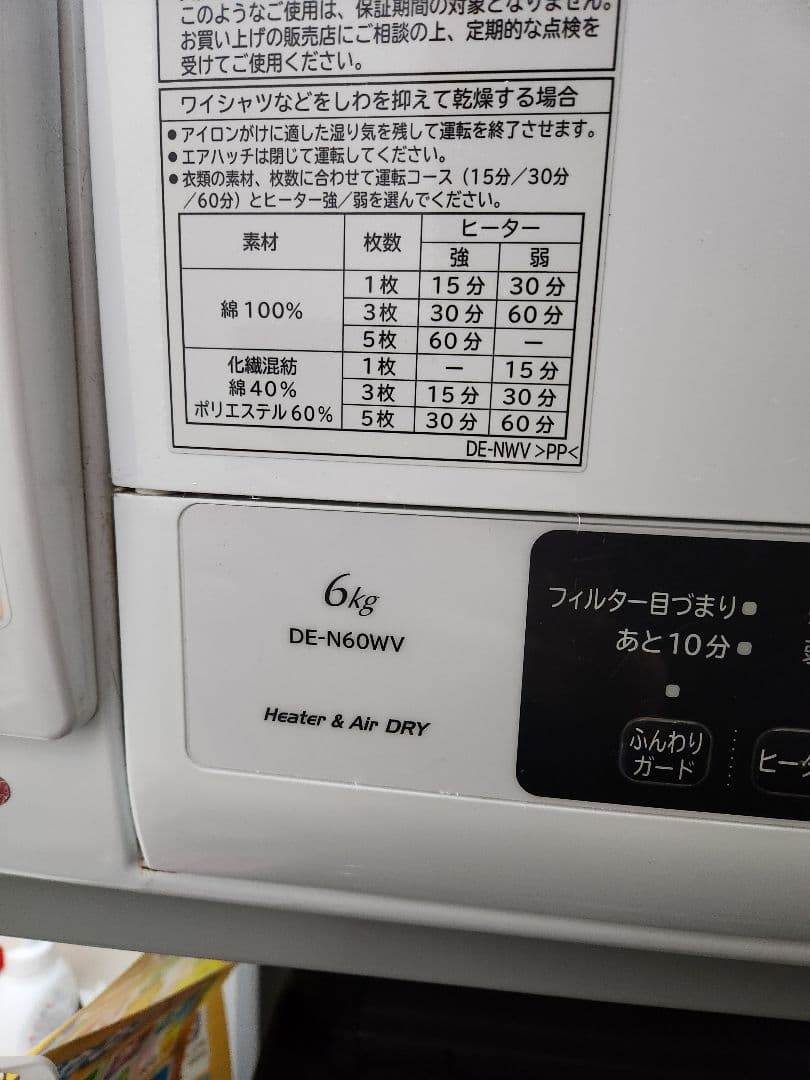 このようなご使用は、保証期間の対象となりません。
お買い上げの販売店にご相談の上、定期的な点検を
受けてご使用ください。
ワイシャツなどをしわを抑えて乾燥する場合
●アイロンがけに適した湿り気を残して運転を終了させます。
●エアハッチは閉じて運転してください。
●衣類の素材、枚数に合わせて運転コース（15分／30分
／60分）とヒーター強／弱を選んでください。
素材 枚数 ヒーター
強 弱
綿100% 1枚 15分 30分
3枚 30分 60分
5枚 60分 ー
化繊混紡 綿40% ポリエステル60% 1枚 ー 15分
3枚 15分 30分
5枚 30分 60分
DE-NWV >PP<
6kg
DE-N60WV
Heater & Air DRY
フィルター目づまり
あと10分
ふんわり
ガード
ヒー